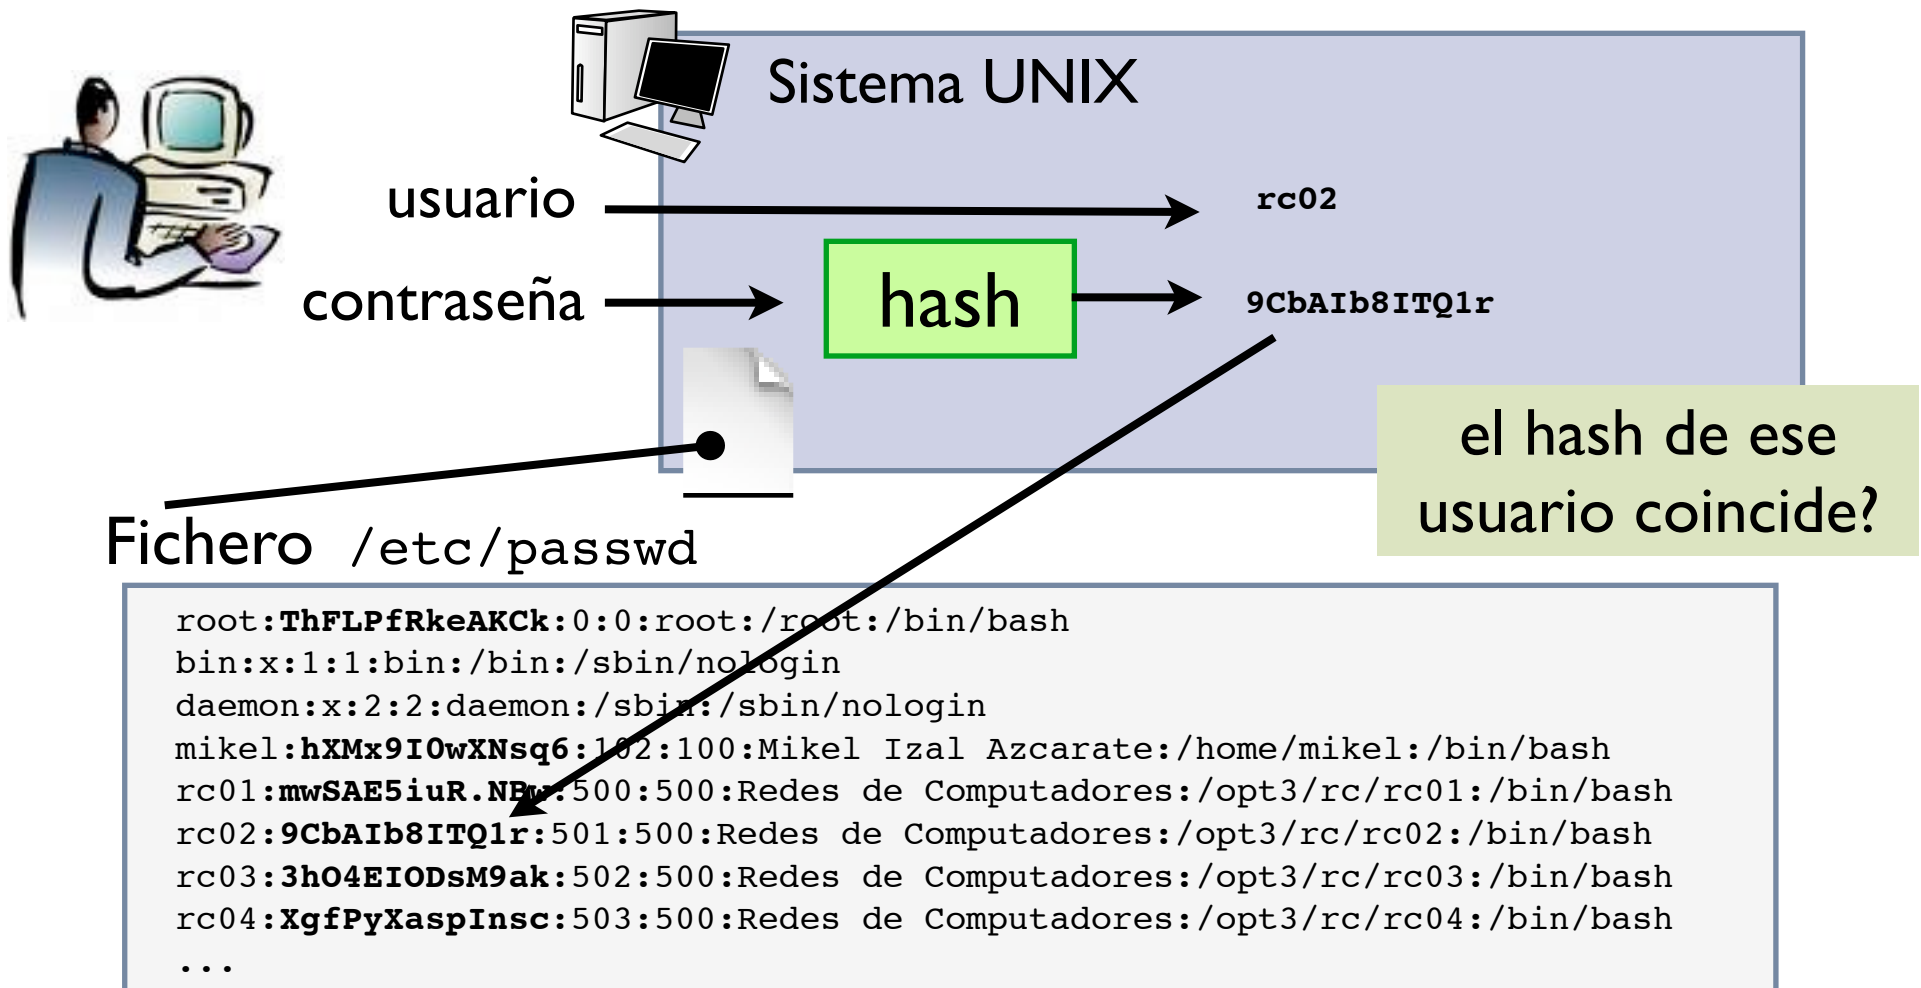 Sistema UNIX
usuario
rc02
contraseña
hash
9CbAIb8ITQ1r
el hash de ese
usuario coincide?
Fichero /etc/passwd
root:ThFLPfRkeAKCk:0:0:root:/root:/bin/bash
bin:x:1:1:bin:/bin:/sbin/nologin
daemon:x:2:2:daemon:/sbin:/sbin/nologin
mikel:hXMx9I0wXNsq6:102:100:Mikel Izal Azcarate:/home/mikel:/bin/bash
rc01:mwSAE5iuR.NBw:500:500:Redes de Computadores:/opt3/rc/rc01:/bin/bash
rc02:9CbAIb8ITQ1r:501:500:Redes de Computadores:/opt3/rc/rc02:/bin/bash
rc03:3hO4EIODsM9ak:502:500:Redes de Computadores:/opt3/rc/rc03:/bin/bash
rc04:XgfPyXaspInsc:503:500:Redes de Computadores:/opt3/rc/rc04:/bin/bash
...